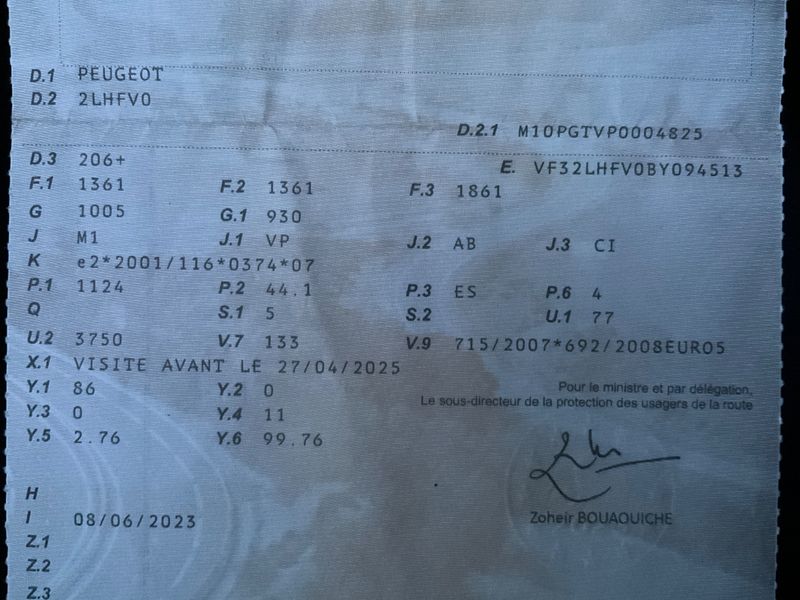 D.1 PEUGEOT
D.2 2LHFV0
D.2.1 M10PGTVP0004825
D.3 206+
E. VF32LHFV0BY094513
F.1 1361 F.2 1361 F.3 1861
G 1005 G.1 930
J M1 J.1 VP J.2 AB J.3 CI
K e2*2001/116*0374*07
P.1 1124 P.2 44.1 P.3 ES P.6 4
Q S.1 5 S.2 U.1 77
U.2 3750 V.7 133 V.9 715/2007*692/2008EURO5
X.1 VISITE AVANT LE 27/04/2025
Y.1 86 Y.2 0
Pour le ministre et par délégation,
Le sous-directeur de la protection des usagers de la route
Y.3 0 Y.4 11
Y.5 2.76 Y.6 99.76
H
I 08/06/2023
Zoheir BOUAOUICHE
Z.1
Z.2
Z.3